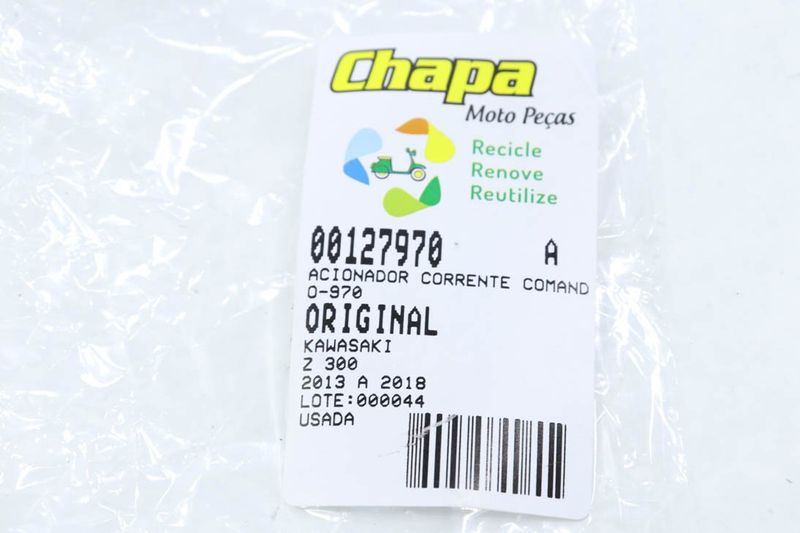 Chapa
Moto Peças
Recicle
Renove
Reutilize
00127970 A
ACIONADOR CORRENTE COMAND
O-970
ORIGINAL
KAWASAKI
Z 300
2013 A 2018
LOTE:000044
USADA